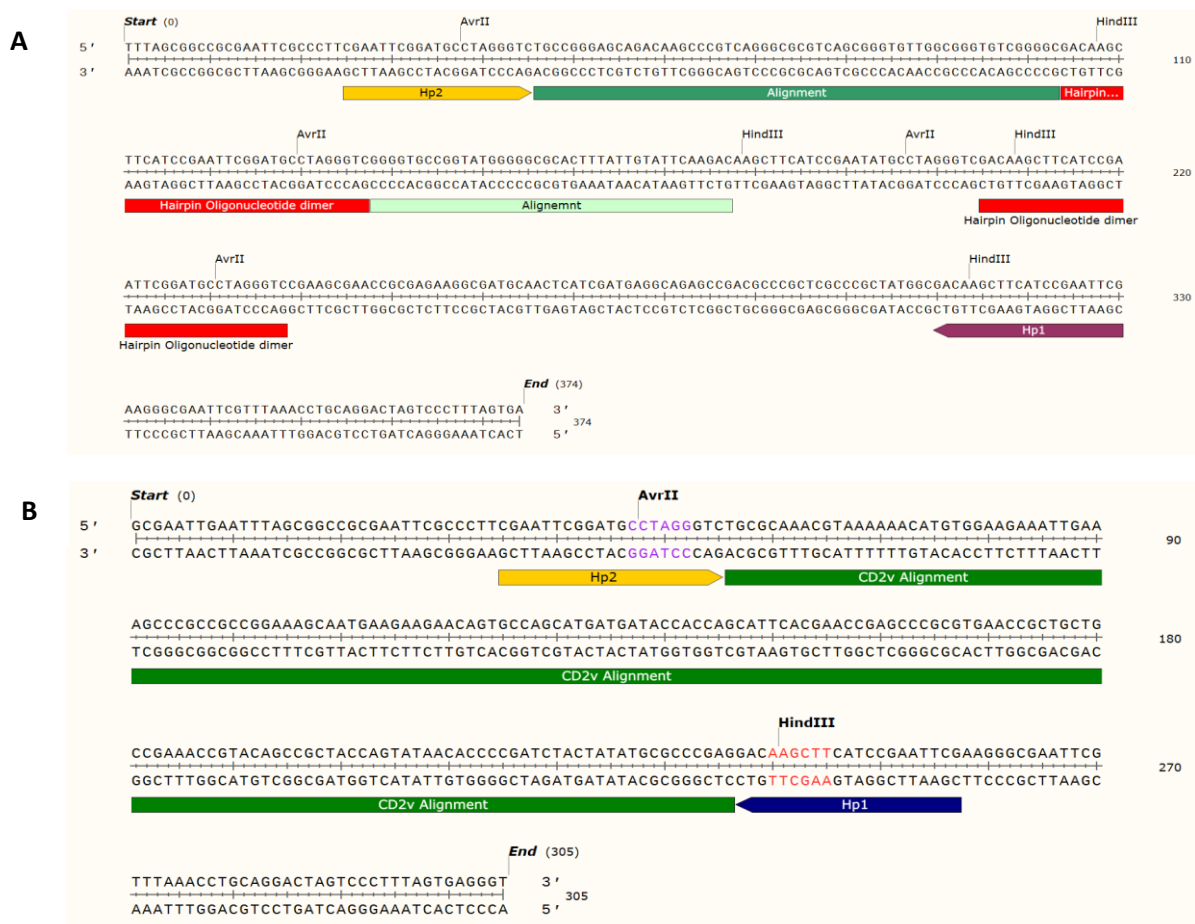 A
Start (0)
AvrII
HindIII
5' TTTAGCGGCCGCGAATTCGCCCTTCGAATTCGGATGCCTAGGGTCTGCCGGGAGCAGACAAGCCCGTCAGGGCGCGTCAGCGGGTGTTGGCGGGTGTCGGGGCGACAAGC
110
3' AAATCGCCGGCGCTTAAGCGGGAAGCTTAAGCCTACGGATCCCAGACGGCCCTCGTCTGTTCGGGCAGTCCCGCGCAGTCGCCCACAACCGCCCACAGCCCCGCTGTTCG
Hp2 Alignment Hairpin...
AvrII HindIII AvrII HindIII
TTCATCCGAATTCGGATGCCTAGGGTCGGGGTGCCGGTATGGGGGCGCACTTTATTGTATTCAAGACAAGCTTCATCCGAATATGCCTAGGGTCGACAAGCTTCATCCGA
220
AAGTAGGCTTAAGCCTACGGATCCCAGCCCCACGGCCATACCCCCGCGTGAAATAACATAAGTTCTGTTCGAAGTAGGCTTATACGGATCCCAGCTGTTCGAAGTAGGCT
Hairpin Oligonucleotide dimer Alignemnt
Hairpin Oligonucleotide dimer
AvrII HindIII
ATTCGGATGCCTAGGGTCCGAAGCGAACCGCGAGAAGGCGATGCAACTCATCGATGAGGCAGAGCCGACGCCCGCTCGCCCGCTATGGCGACAAGCTTCATCCGAATTCG
330
TAAGCCTACGGATCCCAGGCTTCGCTTGGCGCTCTTCCGCTACGTTGAGTAGCTACTCCGTCTCGGCTGCGGGCGAGCGGGCGATACCGCTGTTCGAAGTAGGCTTAAGC
Hp1
Hairpin Oligonucleotide dimer
End (374)
AAGGGCGAATTCGTTTAAACCTGCAGGACTAGTCCCTTTAGTGA 3'
374
TTCCCGCTTAAGCAAATTTGGACGTCCTGATCAGGGAAATCACT 5'
B
Start (0)
AvrII
5' GCGAATTGAATTTAGCGGCCGCGAATTCGCCCTTCGAATTCGGATGCCTAGGGTCTGCGCAAACGTAAAAAACATGTGGAAGAAATTGAA
90
3' CGCTTAACTTAAATCGCCGGCGCTTAAGCGGGAAGCTTAAGCCTACGGATCCCAGACGCGTTTGCATTTTTTGTACACCTTCTTTAACTT
Hp2 CD2v Alignment
AGCCCGCCGCCGGAAAGCAATGAAGAAGAACAGTGCCAGCATGATGATACCACCAGCATTCACGAACCGAGCCCGCGTGAACCGCTGCTG
180
TCGGGCGGCGGCCTTTCGTTACTTCTTCTTGTCACGGTCGTACTACTATGGTGGTCGTAAGTGCTTGGCTCGGGCGCACTTGGCGACGAC
CD2v Alignment
HindIII
CCGAAACCGTACAGCCGCTACCAGTATAACACCCCGATCTACTATATGCGCCCGAGGACAAGCTTCATCCGAATTCGAAGGGCGAATTCG
270
GGCTTTGGCATGTCGGCGATGGTCATATTGTGGGGCTAGATGATATACGCGGGCTCCTGTTCGAAGTAGGCTTAAGCTTCCCGCTTAAGC
CD2v Alignment Hp1
End (305)
TTTAAACCTGCAGGACTAGTCCCTTTAGTGAGGGT 3'
305
AAATTTGGACGTCCTGATCAGGGAAATCACTCCCA 5'